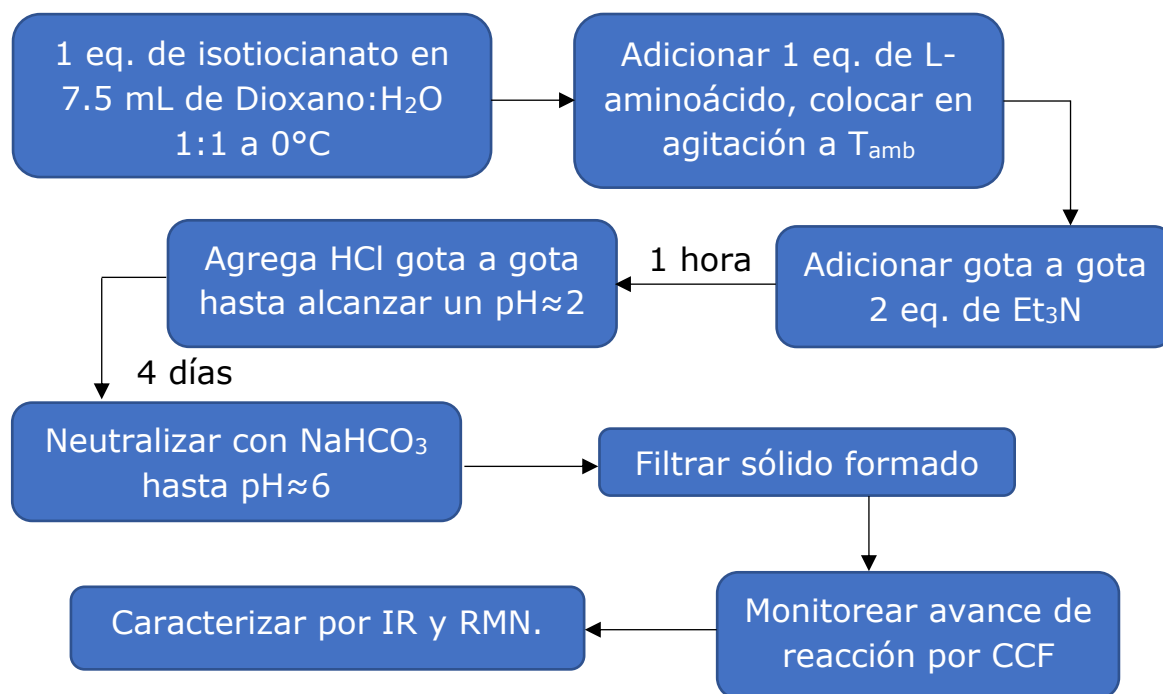 1 eq. de isotiocianato en
7.5 mL de Dioxano:H₂O
1:1 a 0°C
Adicionar 1 eq. de L-
aminoácido, colocar en
agitación a Tamb
Adicionar gota a gota
2 eq. de Et₃N
1 hora
Agrega HCl gota a gota
hasta alcanzar un pH≈2
4 días
Neutralizar con NaHCO₃
hasta pH≈6
Filtrar sólido formado
Monitorear avance de
reacción por CCF
Caracterizar por IR y RMN.